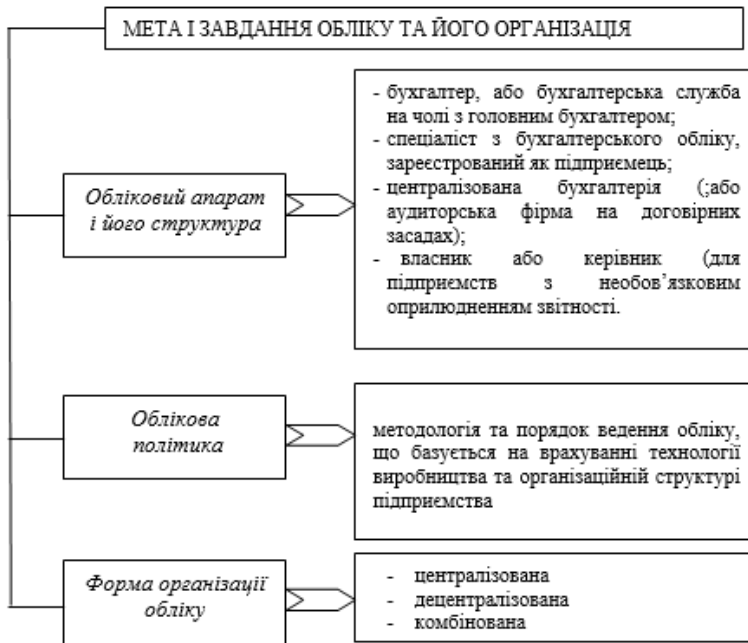 МЕТА І ЗАВДАННЯ ОБЛІКУ ТА ЙОГО ОРГАНІЗАЦІЯ
Обліковий апарат
і його структура
- бухгалтер, або бухгалтерська служба
на чолі з головним бухгалтером;
- спеціаліст з бухгалтерського обліку,
зареєстрований як підприємець;
- централізована бухгалтерія (;або
аудиторська фірма на договірних
засадах);
- власник або керівник (для
підприємств з необов’язковим
оприлюдненням звітності.
Облікова
політика
методологія та порядок ведення обліку,
що базується на врахуванні технології
виробництва та організаційній структурі
підприємства
Форма організації
обліку
- централізована
- децентралізована
- комбінована